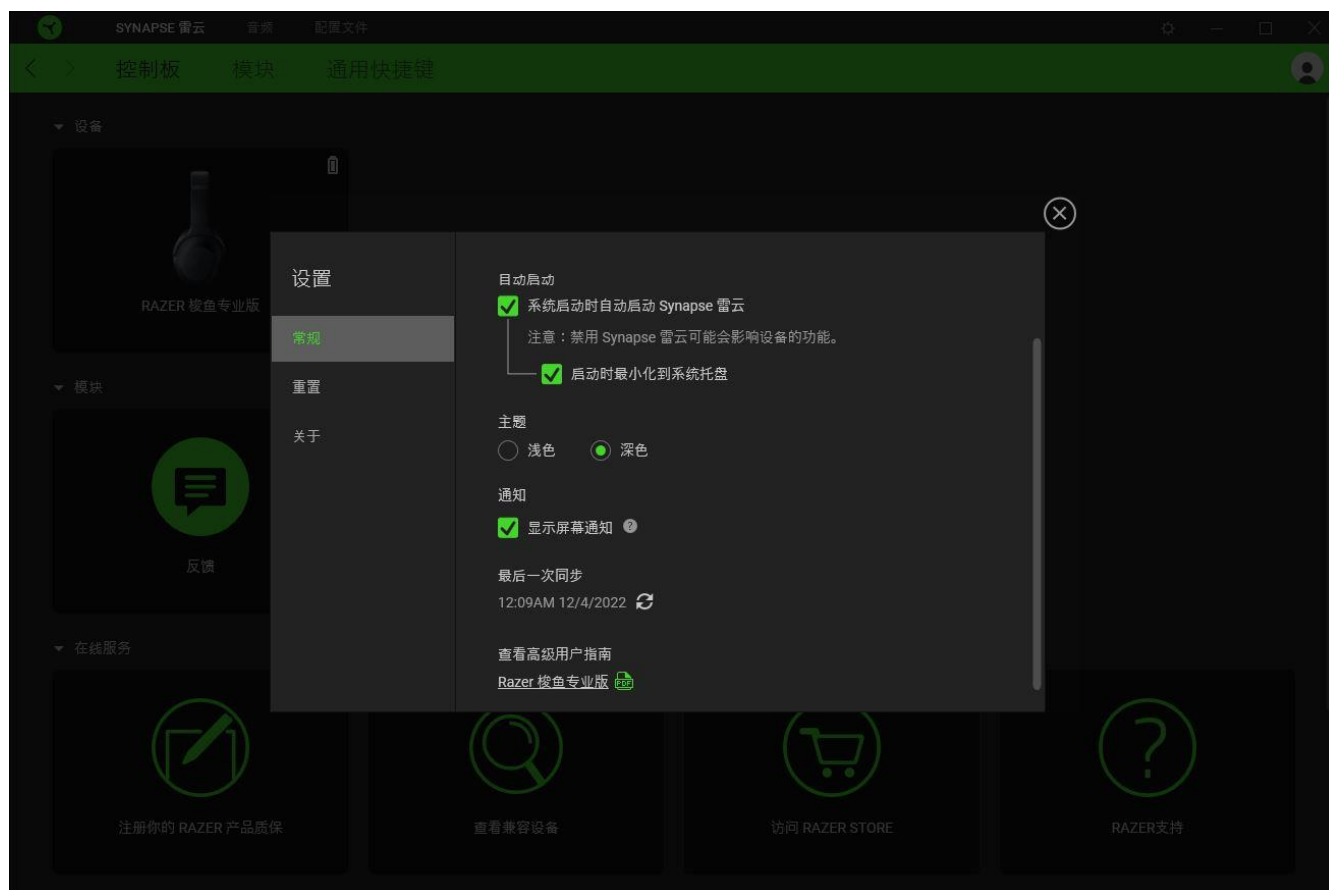 SYNAPSE 雷云 音频 配置文件
控制板 模块 通用快捷键
设备
RAZER 梭鱼专业版
模块
反馈
在线服务
注册你的 RAZER 产品质保
查看兼容设备
访问 RAZER STORE
RAZER支持
设置
常规
重置
关于
自动启动
系统启动时自动启动 Synapse 雷云
注意：禁用 Synapse 雷云可能会影响设备的功能。
启动时最小化到系统托盘
主题
浅色 深色
通知
显示屏幕通知 ?
最后一次同步
12:09AM 12/4/2022
查看高级用户指南
Razer 梭鱼专业版 PDF